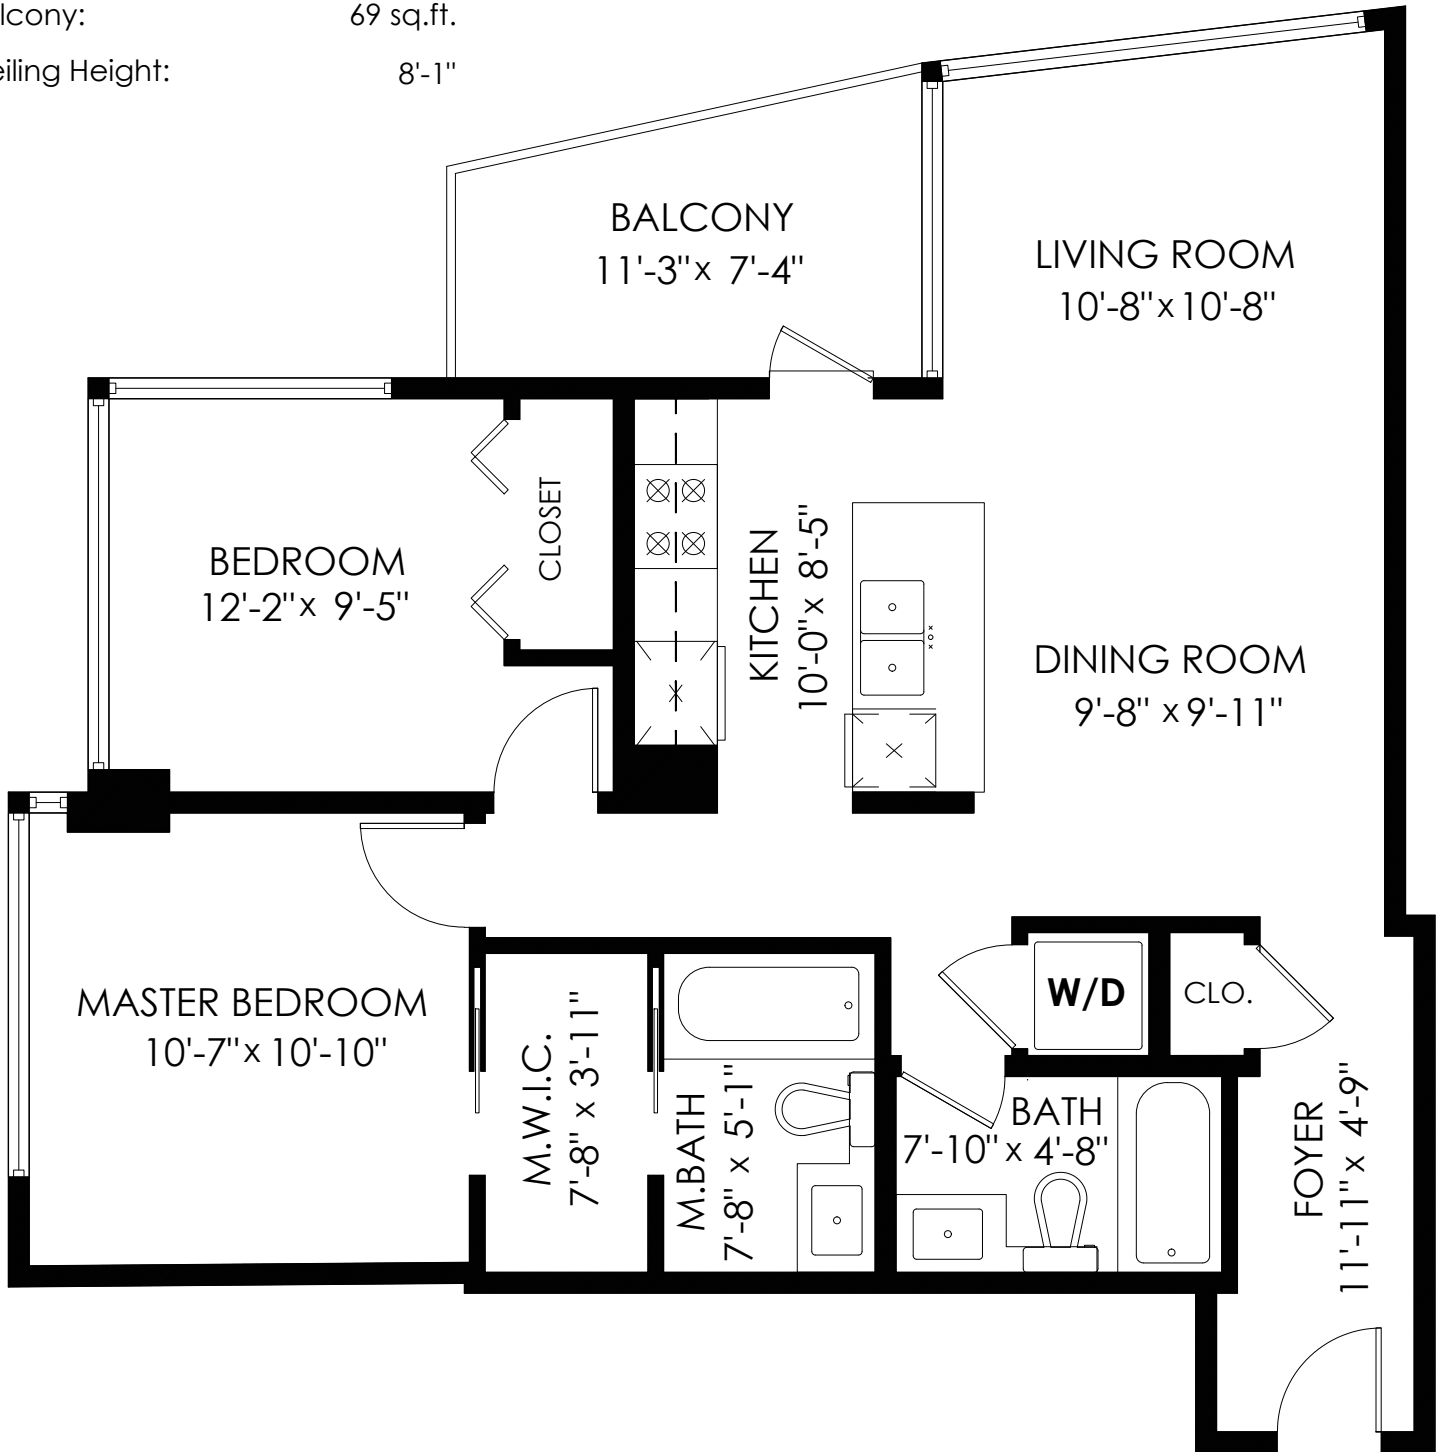 lcony: 69 sq.ft.
eiling Height: 8'-1"
BALCONY
11'-3" x 7'-4"
LIVING ROOM
10'-8" x 10'-8"
BEDROOM
12'-2" x 9'-5"
CLOSET
KITCHEN
10'-0" x 8'-5"
DINING ROOM
9'-8" x 9'-11"
MASTER BEDROOM
10'-7" x 10'-10"
M.W.I.C.
7'-8" x 3'-11"
M.BATH
7'-8" x 5'-1"
W/D
CLO.
BATH
7'-10" x 4'-8"
FOYER
11'-11" x 4'-9"